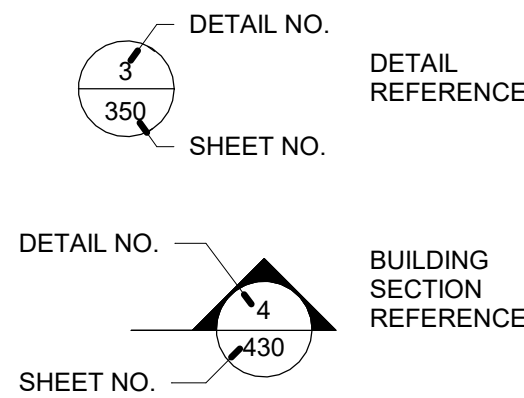 DETAIL NO.
3
350
SHEET NO.
DETAIL
REFERENCE
DETAIL NO.
4
430
SHEET NO.
BUILDING
SECTION
REFERENCE